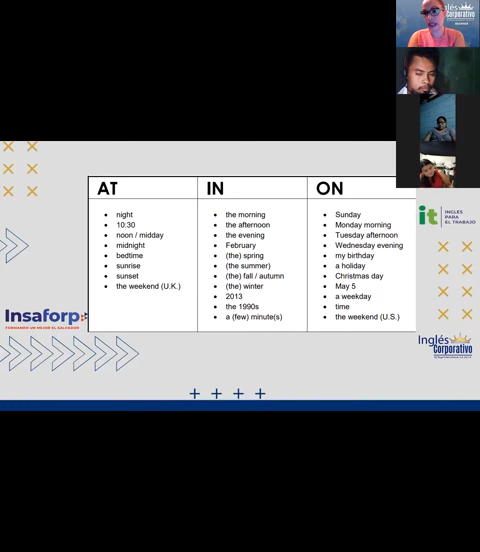 Inglés
Corporativo
AT
night
10:30
noon / midday
midnight
bedtime
sunrise
sunset
the weekend (U.K.)
IN
the morning
the afternoon
the evening
February
(the) spring
(the summer)
(the) fall / autumn
(the) winter
2013
the 1990s
a (few) minute(s)
ON
Sunday
Monday morning
Tuesday afternoon
Wednesday evening
my birthday
a holiday
Christmas day
May 5
a weekday
time
the weekend (U.S.)
it
INGLÉS
PARA
EL TRABAJO
Insaforp
FORMANDO UN MEJOR EL SALVADOR
Inglés
Corporativo